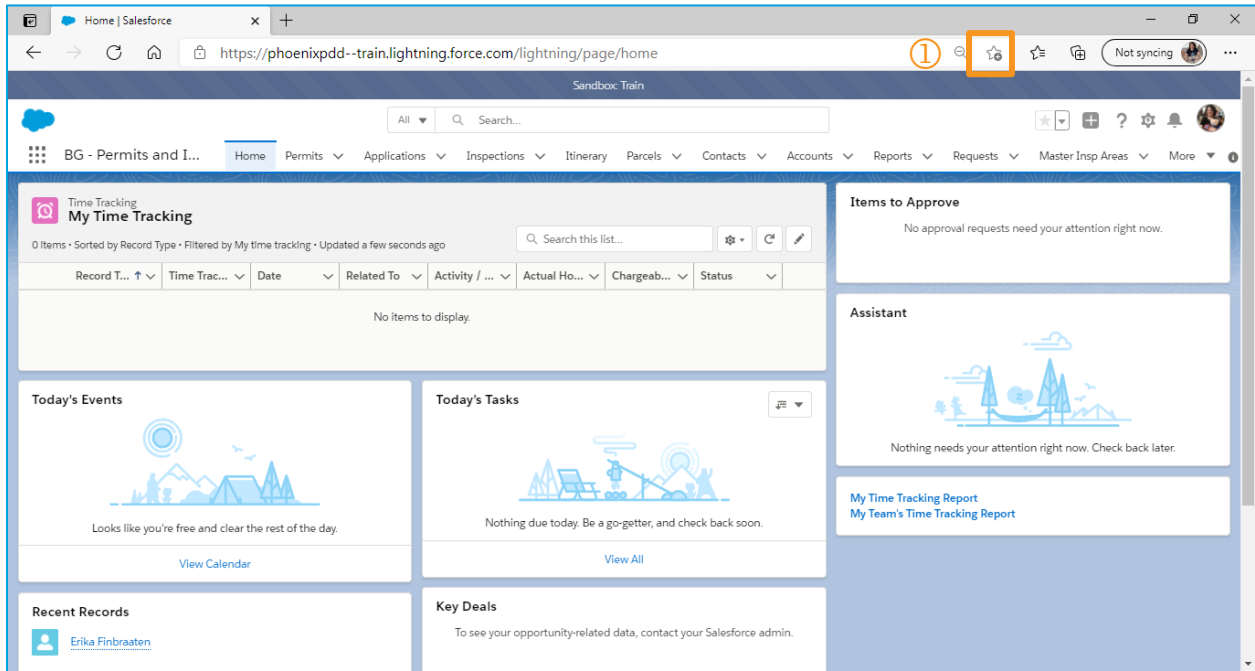 Home | Salesforce
https://phoenixpdd--train.lightning.force.com/lightning/page/home
1
Not syncing
Sandbox: Train
All
Search...
BG - Permits and I...
Home
Permits
Applications
Inspections
Itinerary
Parcels
Contacts
Accounts
Reports
Requests
Master Insp Areas
More
Time Tracking
My Time Tracking
0 items • Sorted by Record Type • Filtered by My time tracking • Updated a few seconds ago
Search this list...
Record T...
Time Trac...
Date
Related To
Activity / ...
Actual Ho...
Chargeab...
Status
No items to display.
Items to Approve
No approval requests need your attention right now.
Assistant
z
Nothing needs your attention right now. Check back later.
My Time Tracking Report
My Team's Time Tracking Report
Today's Events
Looks like you're free and clear the rest of the day.
View Calendar
Today's Tasks
Nothing due today. Be a go-getter, and check back soon.
View All
Recent Records
Erika Finbraaten
Key Deals
To see your opportunity-related data, contact your Salesforce admin.